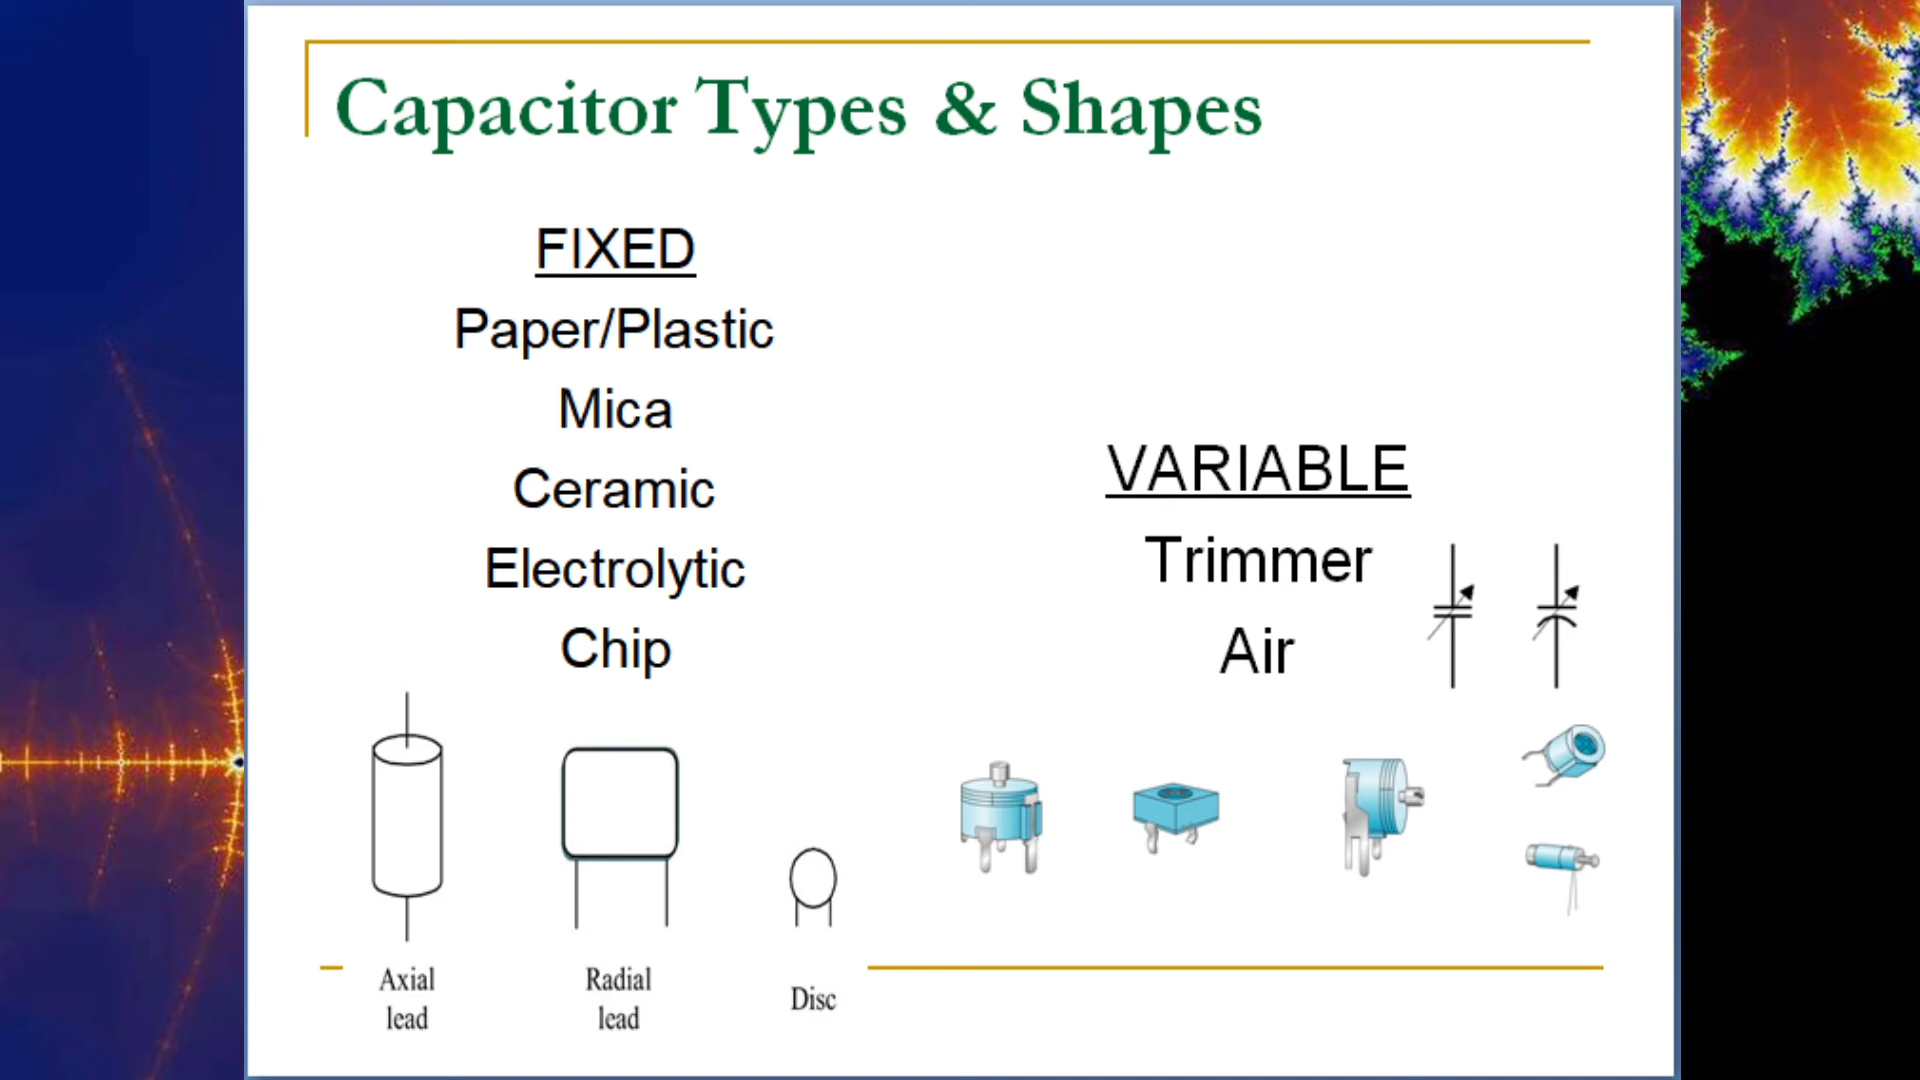 Capacitor Types & Shapes
FIXED
Paper/Plastic
Mica
Ceramic
Electrolytic
Chip
VARIABLE
Trimmer
Air
Axial
lead
Radial
lead
Disc